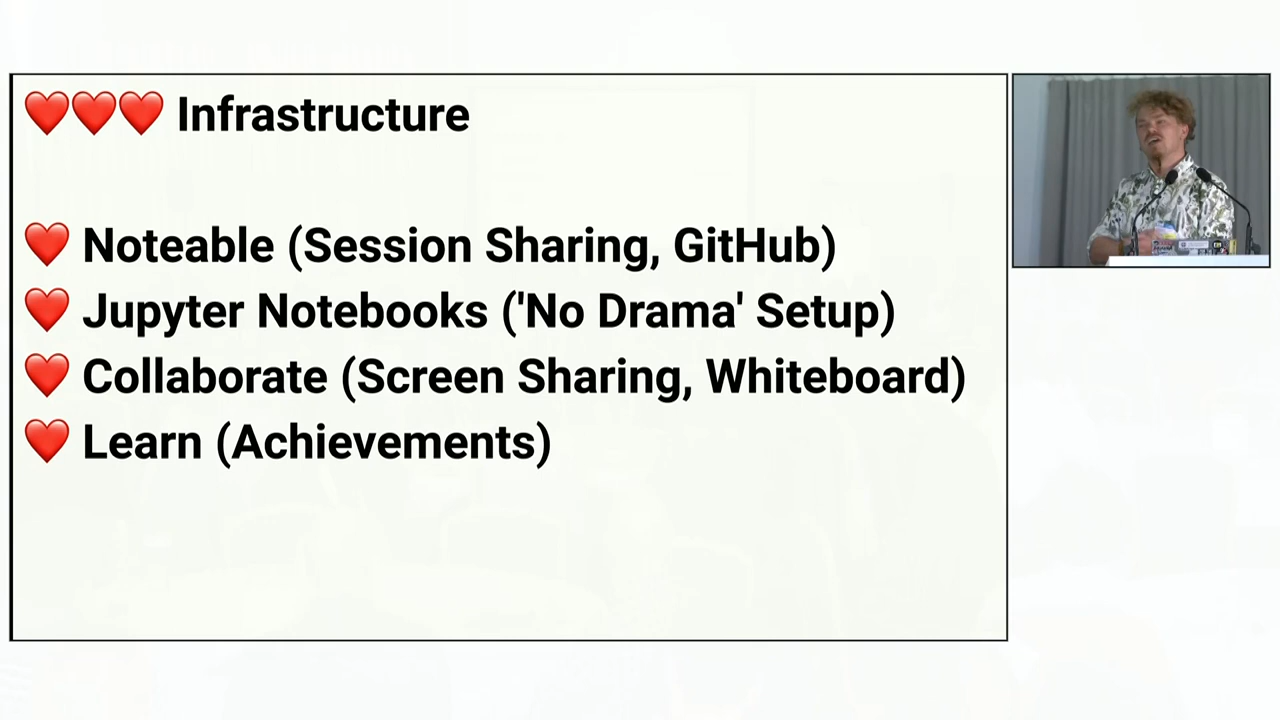 ❤️❤️❤️ Infrastructure
❤️ Noteable (Session Sharing, GitHub)
❤️ Jupyter Notebooks ('No Drama' Setup)
❤️ Collaborate (Screen Sharing, Whiteboard)
❤️ Learn (Achievements)